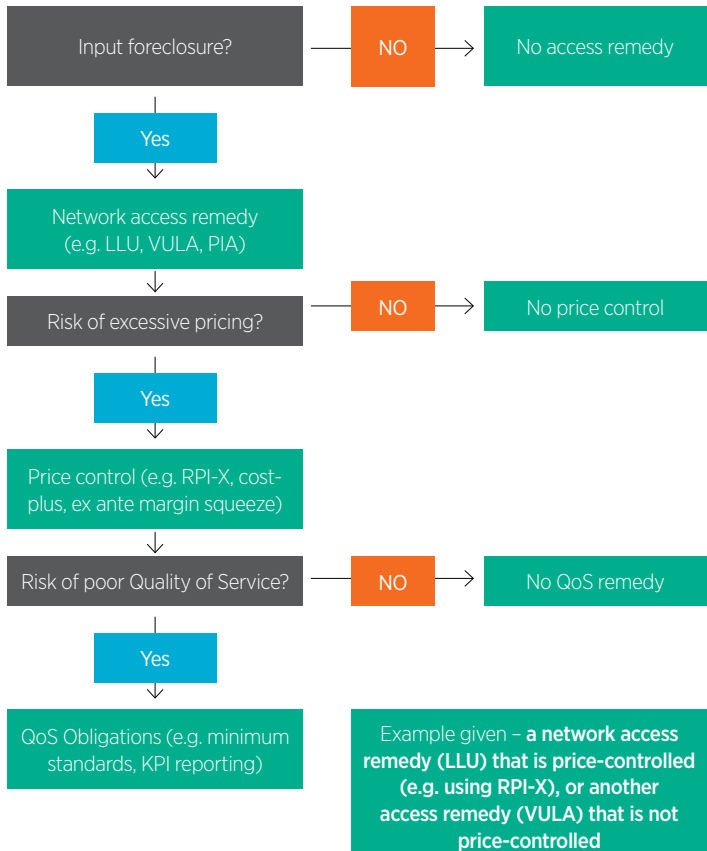 Input foreclosure?
NO
No access remedy
Yes
Network access remedy
(e.g. LLU, VULA, PIA)
Risk of excessive pricing?
NO
No price control
Yes
Price control (e.g. RPI-X, cost-
plus, ex ante margin squeeze)
Risk of poor Quality of Service?
NO
No QoS remedy
Yes
QoS Obligations (e.g. minimum
standards, KPI reporting)
Example given – a network access
remedy (LLU) that is price-controlled
(e.g. using RPI-X), or another
access remedy (VULA) that is not
price-controlled